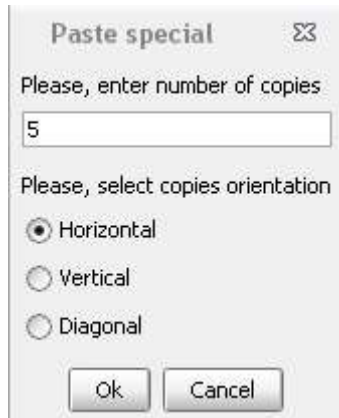 Paste special
Please, enter number of copies
5
Please, select copies orientation
Horizontal
Vertical
Diagonal
Ok Cancel